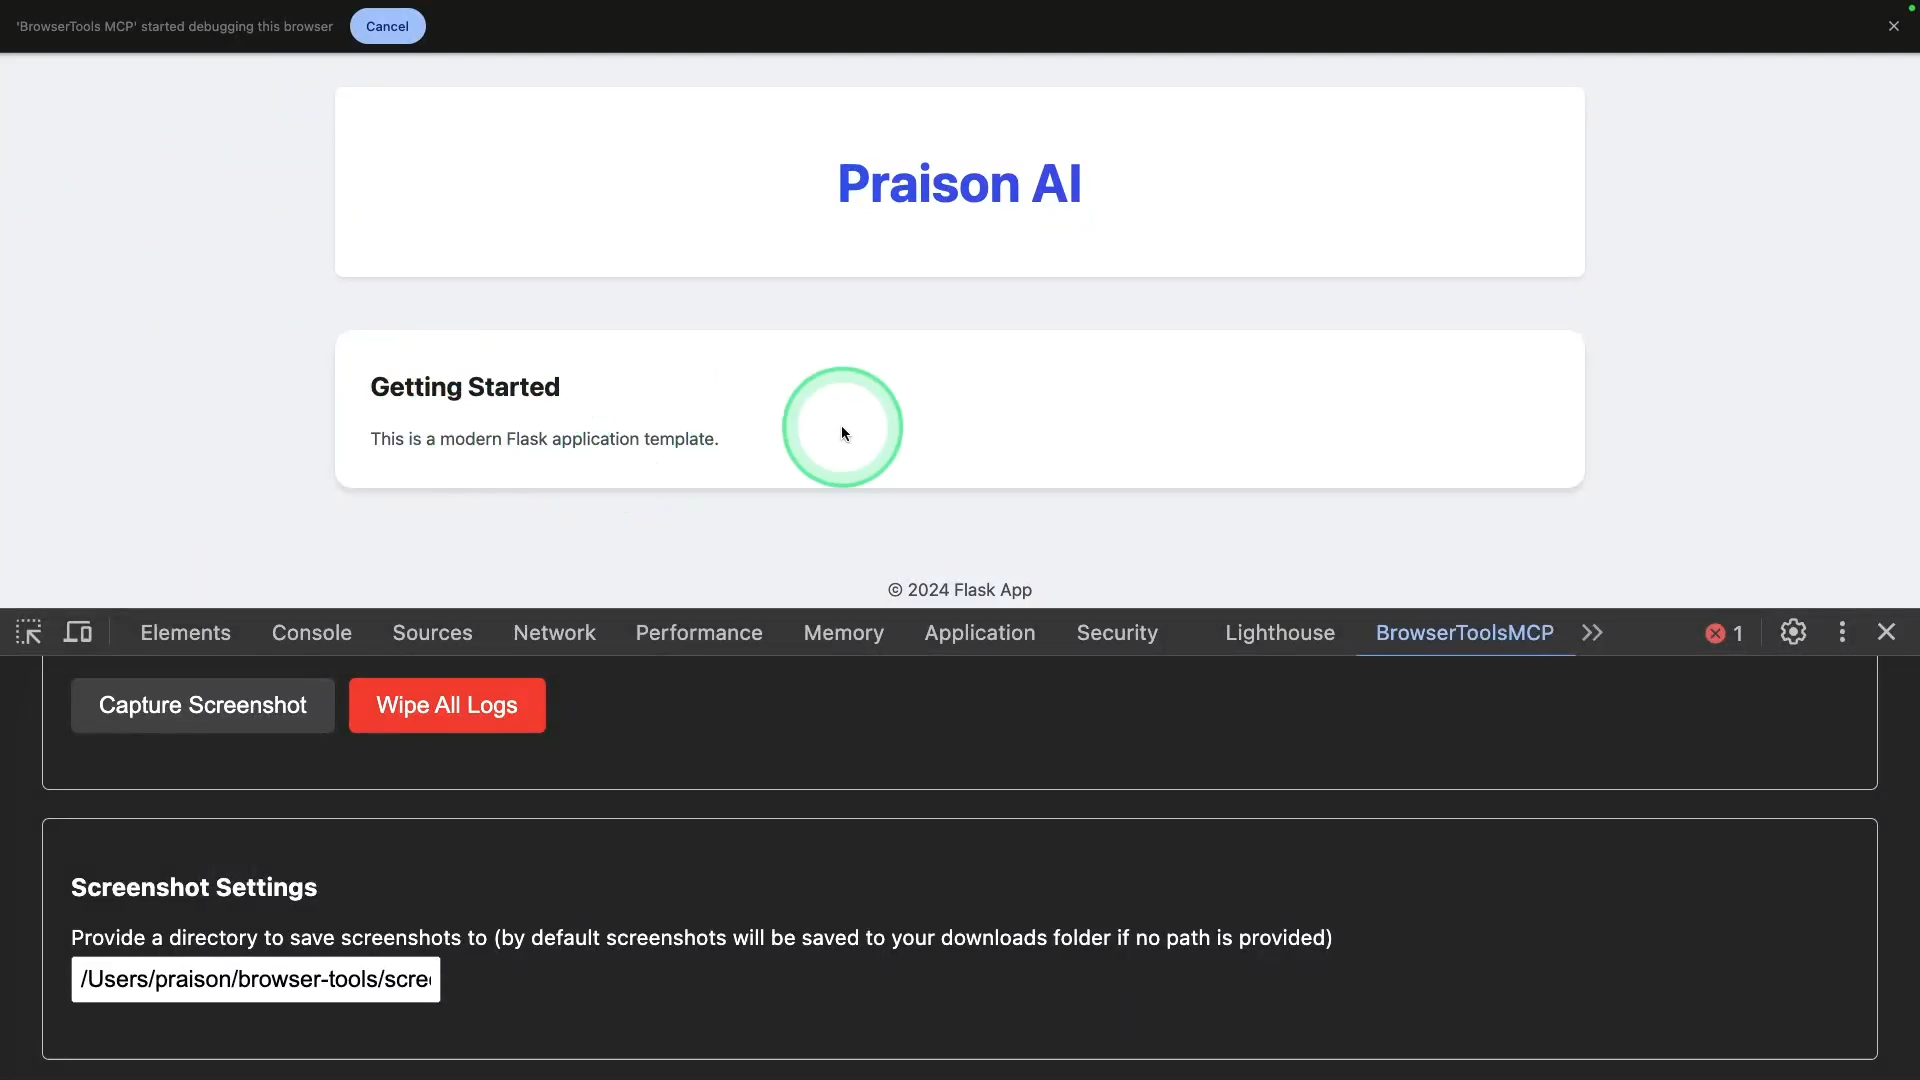 'BrowserTools MCP' started debugging this browser Cancel
Praison AI
Getting Started
This is a modern Flask application template.
© 2024 Flask App
Elements Console Sources Network Performance Memory Application Security Lighthouse BrowserToolsMCP 1
Capture Screenshot Wipe All Logs
Screenshot Settings
Provide a directory to save screenshots to (by default screenshots will be saved to your downloads folder if no path is provided)
/Users/praison/browser-tools/scre